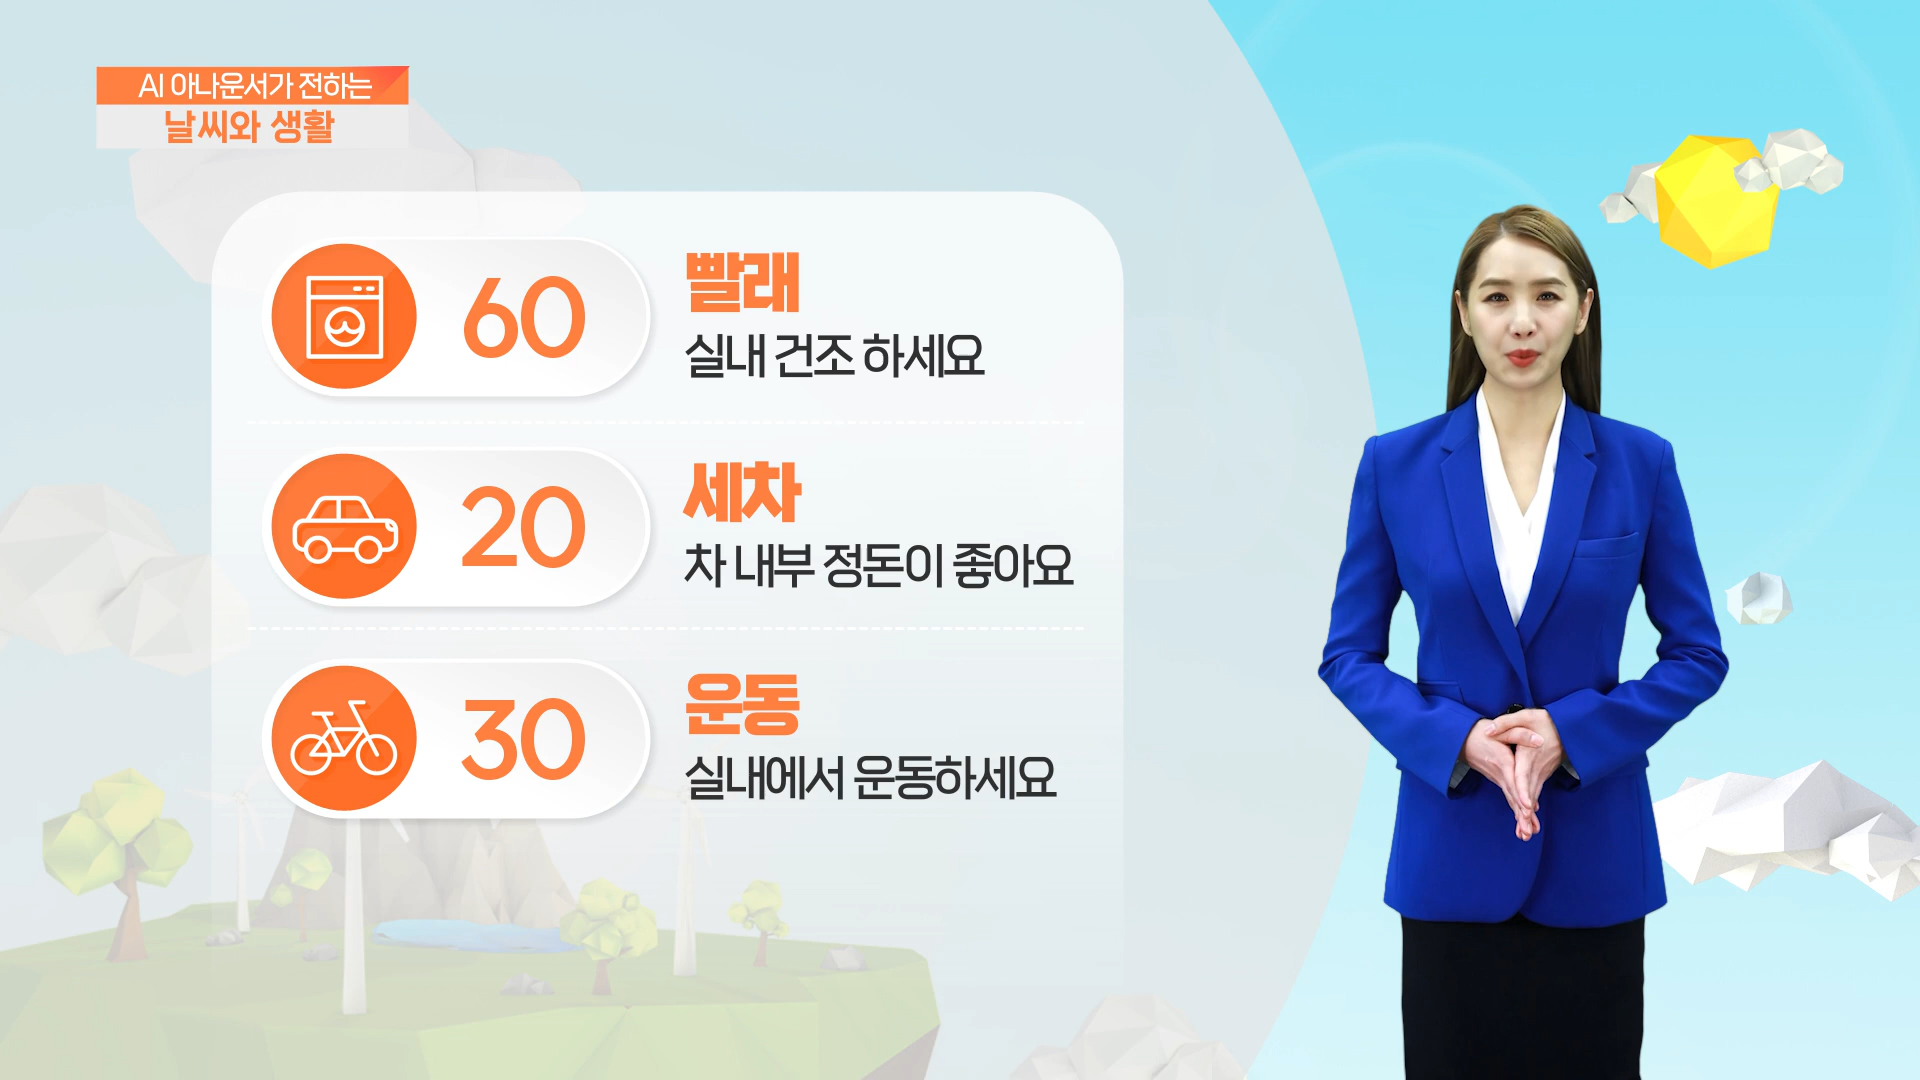 AI 아나운서가 전하는
날씨와 생활
60
빨래
실내 건조 하세요
20
세차
차 내부 정돈이 좋아요
30
운동
실내에서 운동하세요